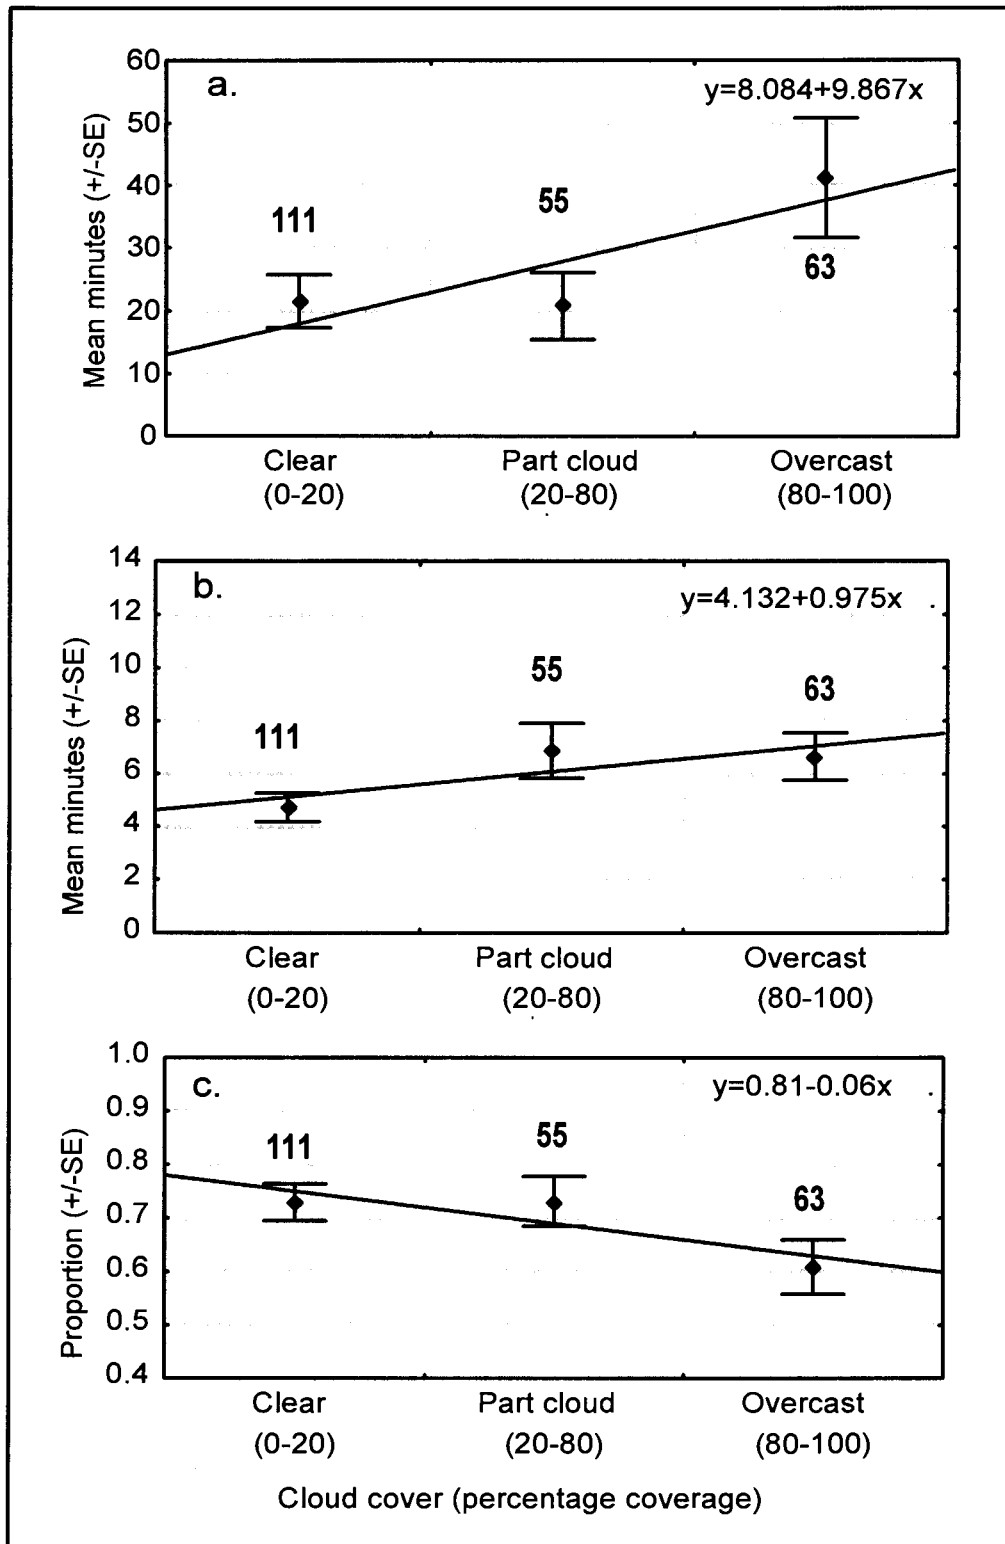 a.
y=8.084+9.867x
Mean minutes (+/-SE)
60
50
40
30
20
10
0
111
55
63
Clear
(0-20)
Part cloud
(20-80)
Overcast
(80-100)
b.
y=4.132+0.975x
Mean minutes (+/-SE)
14
12
10
8
6
4
2
0
111
55
63
Clear
(0-20)
Part cloud
(20-80)
Overcast
(80-100)
c.
y=0.81-0.06x
Proportion (+/-SE)
1.0
0.9
0.8
0.7
0.6
0.5
0.4
111
55
63
Clear
(0-20)
Part cloud
(20-80)
Overcast
(80-100)
Cloud cover (percentage coverage)